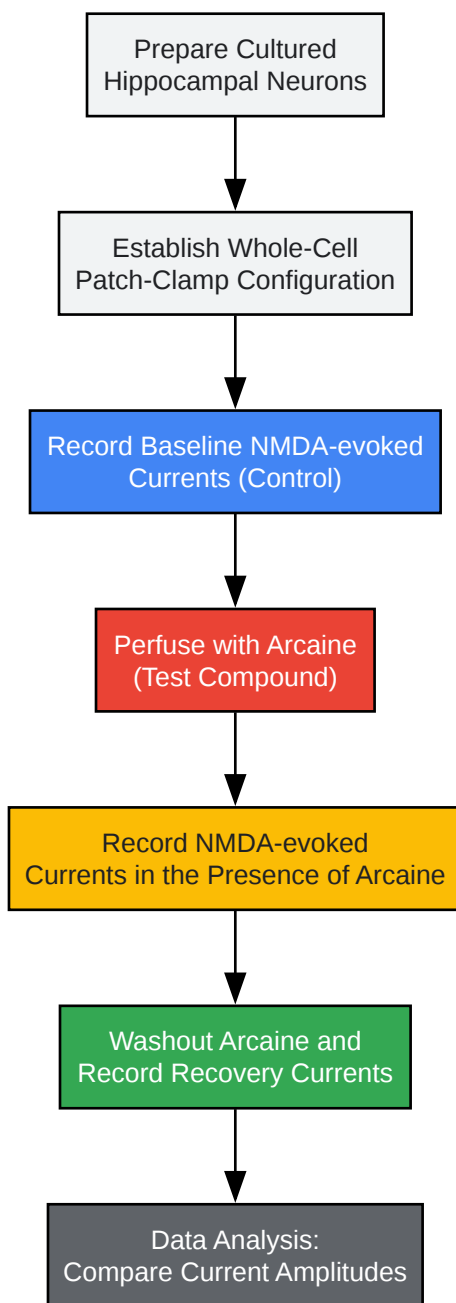 Prepare Cultured
Hippocampal Neurons
Establish Whole-Cell
Patch-Clamp Configuration
Record Baseline NMDA-evoked
Currents (Control)
Perfuse with Arcaine
(Test Compound)
Record NMDA-evoked
Currents in the Presence of Arcaine
Washout Arcaine and
Record Recovery Currents
Data Analysis:
Compare Current Amplitudes